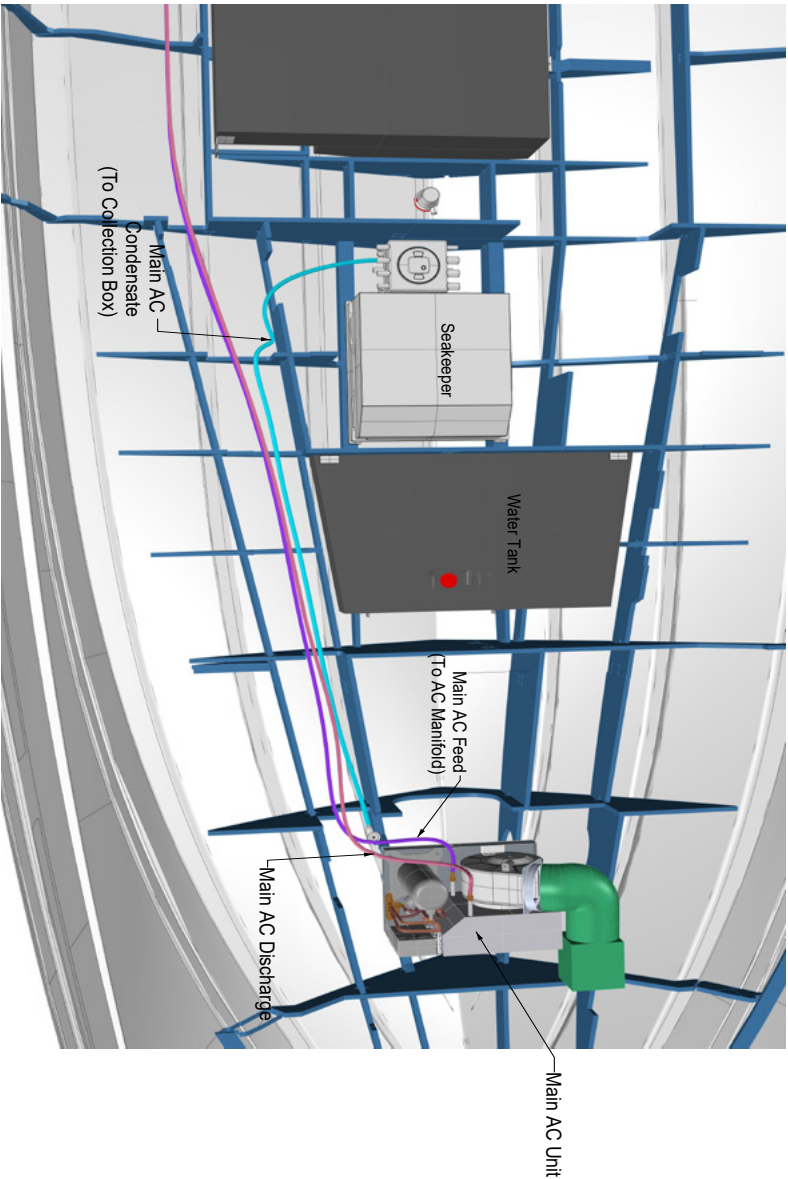 Main AC
Condensate
(To Collection Box)
Seakeeper
Water Tank
Main AC Feed
(To AC Manifold)
Main AC Discharge
Main AC Unit